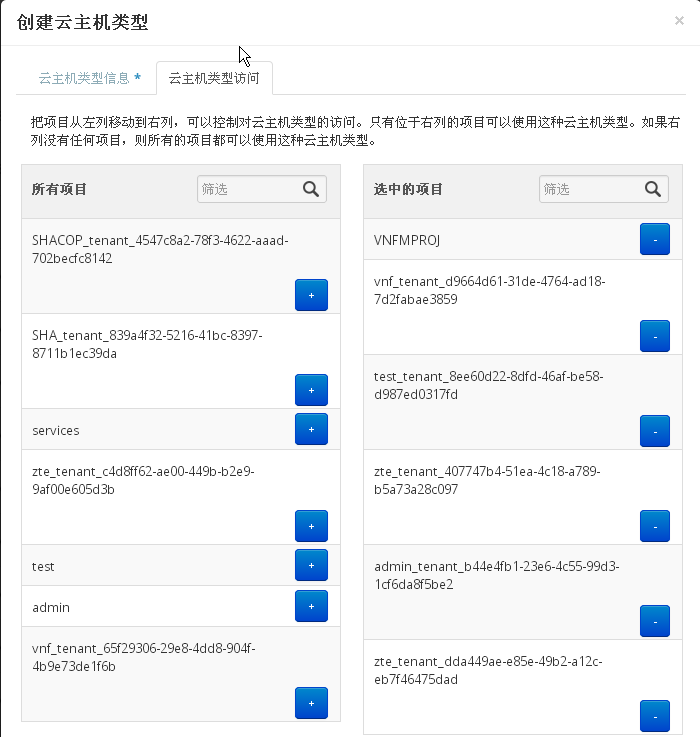 创建云主机类型
×
云主机类型信息 *
云主机类型访问
把项目从左列移动到右列，可以控制对云主机类型的访问。只有位于右列的项目可以使用这种云主机类型。如果右
列没有任何项目，则所有的项目都可以使用这种云主机类型。
所有项目
筛选
SHACOP_tenant_4547c8a2-78f3-4622-aaad-
702becfc8142
+
SHA_tenant_839a4f32-5216-41bc-8397-
8711b1ec39da
+
services
+
zte_tenant_c4d8ff62-ae00-449b-b2e9-
9af00e605d3b
+
test
+
admin
+
vnf_tenant_65f29306-29e8-4dd8-904f-
4b9e73de1f6b
+
选中的项目
筛选
VNFMPROJ
-
vnf_tenant_d9664d61-31de-4764-ad18-
7d2fabae3859
-
test_tenant_8ee60d22-8dfd-46af-be58-
d987ed0317fd
-
zte_tenant_407747b4-51ea-4c18-a789-
b5a73a28c097
-
admin_tenant_b44e4fb1-23e6-4c55-99d3-
1cf6da8f5be2
-
zte_tenant_dda449ae-e85e-49b2-a12c-
eb7f46475dad
-